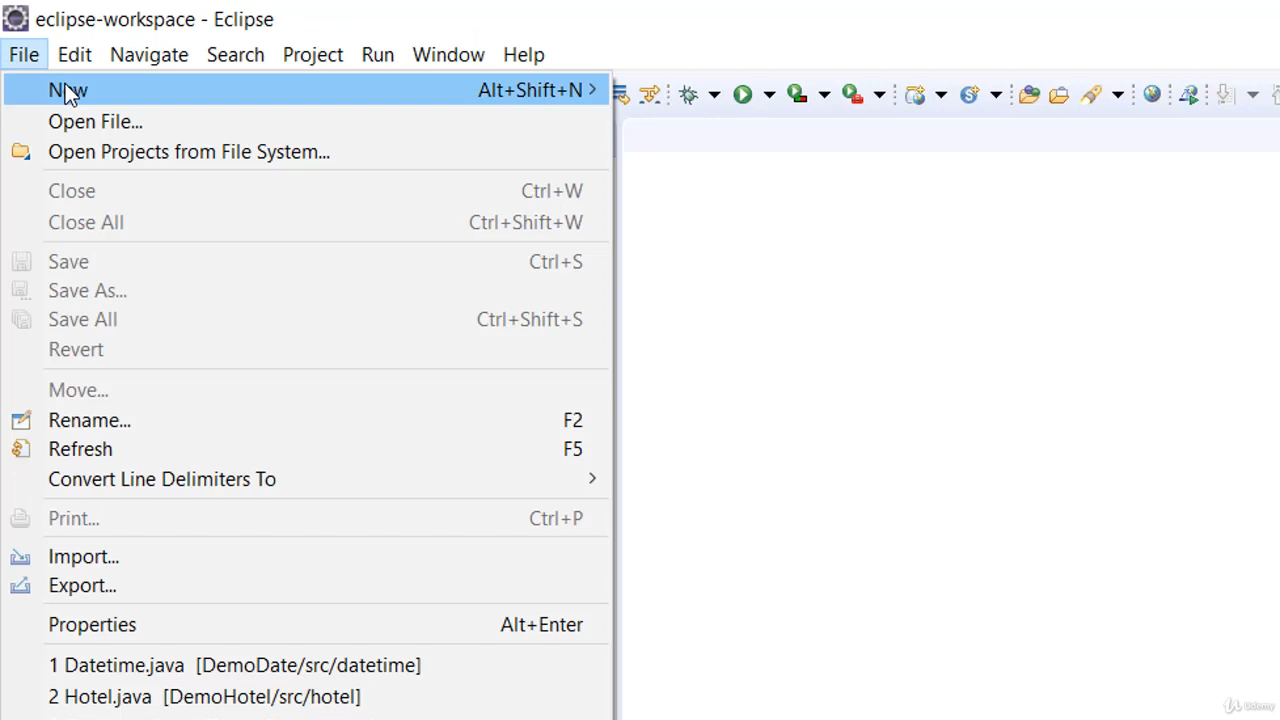 eclipse-workspace - Eclipse
File Edit Navigate Search Project Run Window Help
New Alt+Shift+N >
Open File...
Open Projects from File System...
Close Ctrl+W
Close All Ctrl+Shift+W
Save Ctrl+S
Save As...
Save All Ctrl+Shift+S
Revert
Move...
Rename... F2
Refresh F5
Convert Line Delimiters To >
Print... Ctrl+P
Import...
Export...
Properties Alt+Enter
1 Datetime.java [DemoDate/src/datetime]
2 Hotel.java [DemoHotel/src/hotel]
Udemy